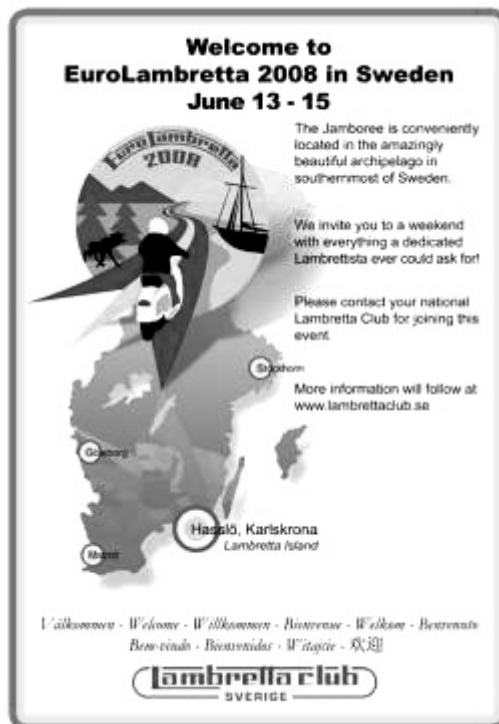 Welcome to
EuroLambretta 2008 in Sweden
June 13 - 15
EuroLambretta
2008
The Jamboree is conveniently
located in the amazingly
beautiful archipelago in
southernmost of Sweden.
We invite you to a weekend
with everything a dedicated
Lambrettista ever could ask for!
Please contact your national
Lambretta Club for joining this
event
More information will follow at
www.lambrettaclub.se
Stockholm
Göteborg
Hasslö, Karlskrona
Lambretta Island
Malmö
Välkommen - Welcome - Willkommen - Bienvenue - Welkom - Benvenuto
Bem-vindo - Bienvenidos - Witajcie - 欢迎
Lambretta club
SVERIGE